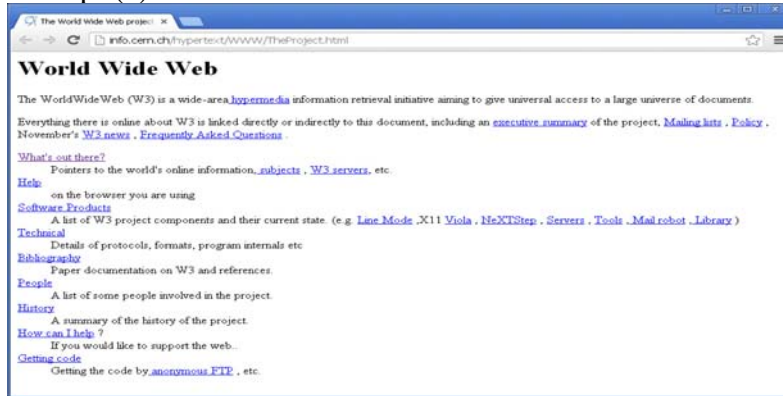 The World Wide Web project
info.cern.ch/hypertext/WWW/TheProject.html
World Wide Web
The WorldWideWeb (W3) is a wide-area hypermedia information retrieval initiative aiming to give universal access to a large universe of documents.
Everything there is online about W3 is linked directly or indirectly to this document, including an executive summary of the project, Mailing lists , Policy ,
November's W3 news , Frequently Asked Questions .
What's out there?
Pointers to the world's online information, subjects , W3 servers, etc.
Help
on the browser you are using
Software Products
A list of W3 project components and their current state. (e.g. Line Mode ,X11 Viola , NeXTStep , Servers , Tools , Mail robot , Library )
Technical
Details of protocols, formats, program internals etc
Bibliography
Paper documentation on W3 and references.
People
A list of some people involved in the project.
History
A summary of the history of the project.
How can I help ?
If you would like to support the web..
Getting code
Getting the code by anonymous FTP , etc.